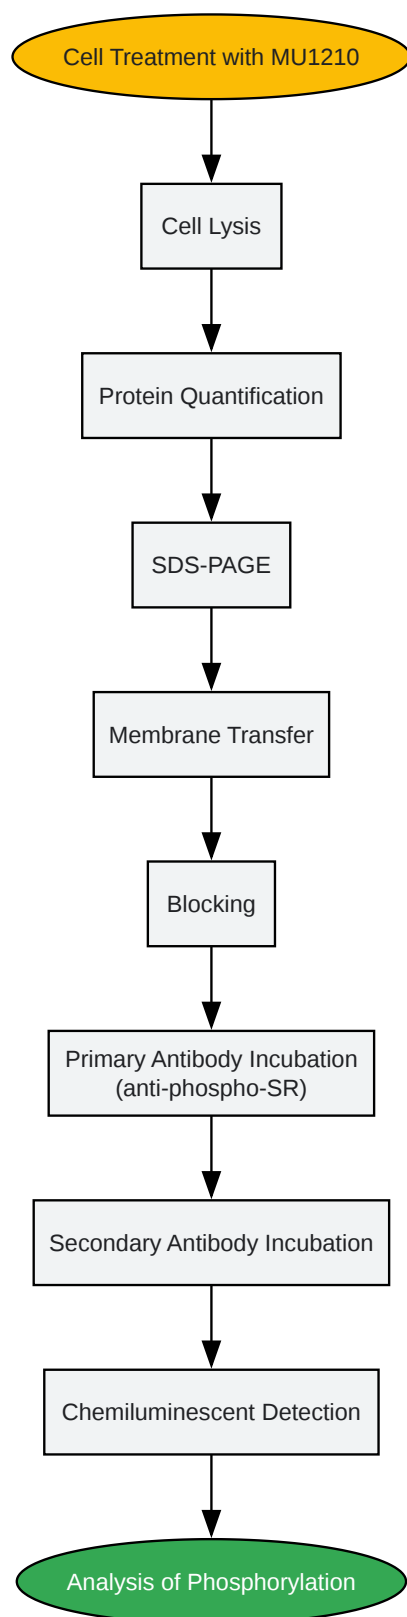 Cell Treatment with MU1210
Cell Lysis
Protein Quantification
SDS-PAGE
Membrane Transfer
Blocking
Primary Antibody Incubation
(anti-phospho-SR)
Secondary Antibody Incubation
Chemiluminescent Detection
Analysis of Phosphorylation